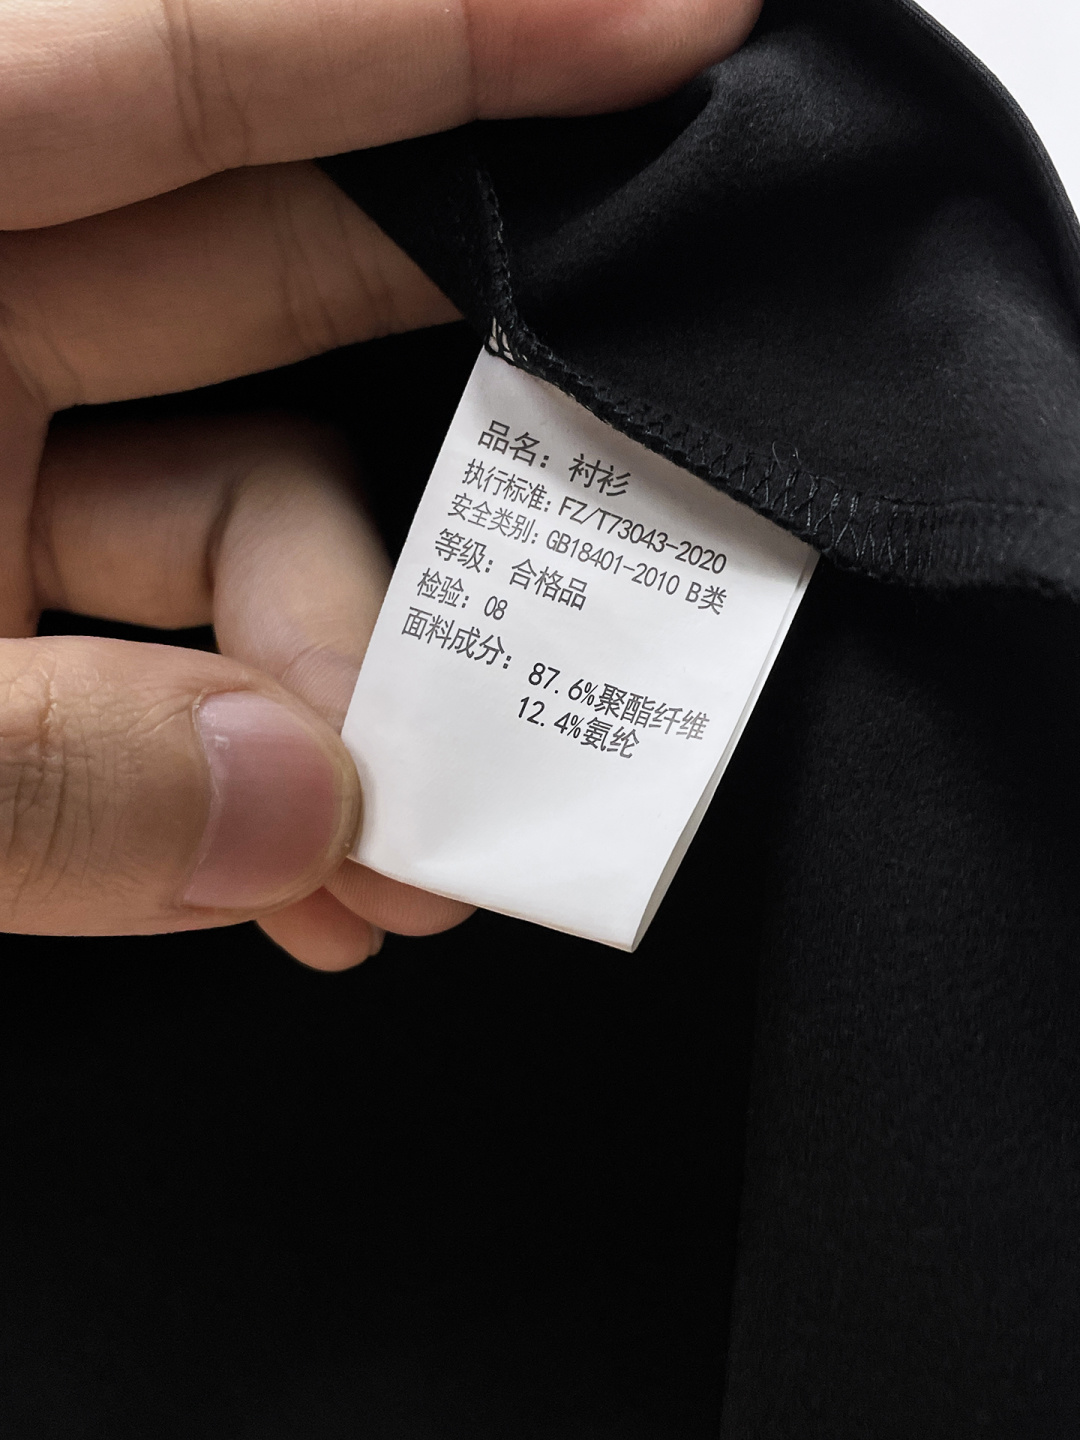 品名：衬衫
执行标准：FZ/T73043-2020
安全类别：GB18401-2010 B类
等级：合格品
检验：08
面料成分：
87.6%聚酯纤维
12.4%氨纶